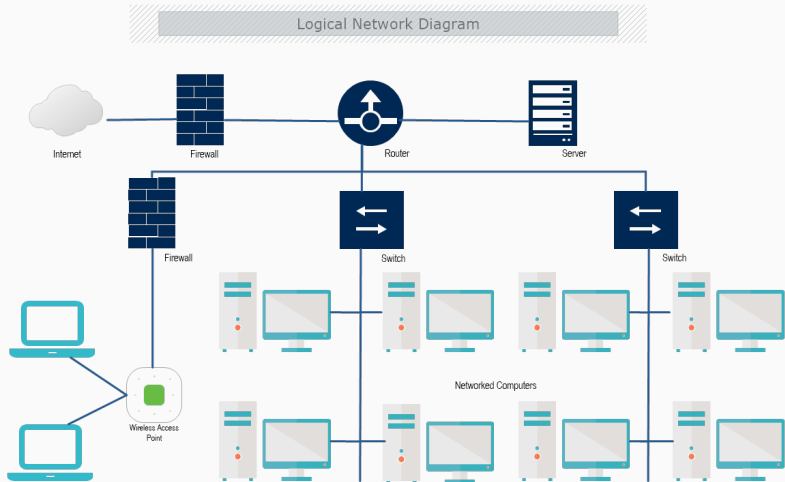 Logical Network Diagram
Internet
Firewall
Router
Server
Firewall
Switch
Switch
Networked Computers
Wireless Access
Point